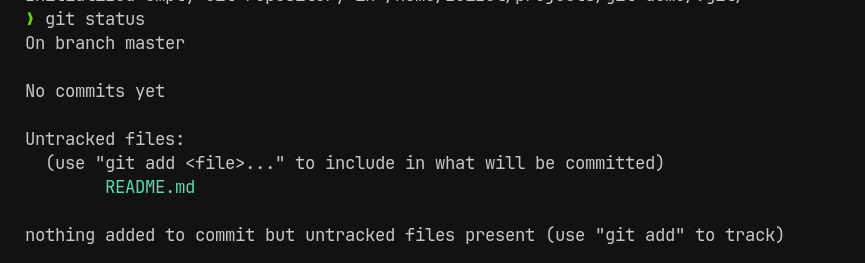 ❯ git status
On branch master
No commits yet
Untracked files:
(use "git add <file>..." to include in what will be committed)
README.md
nothing added to commit but untracked files present (use "git add" to track)